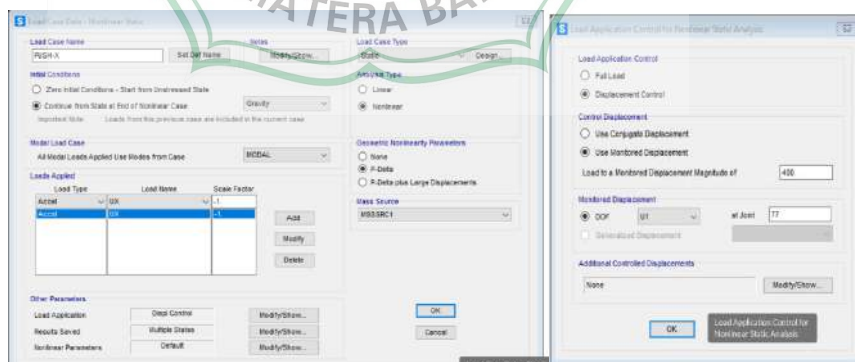 TERA BA
Load Case Data - Nonlinear Static
Load Case Name
PUSH-X
Set Def Name
Notes
Modify/Show...
Load Case Type
Static
Design...
Initial Conditions
Zero Initial Conditions - Start from Unstressed State
Continue from State at End of Nonlinear Case
Gravity
Important Note: Loads from this previous case are included in the current case
Analysis Type
Linear
Nonlinear
Modal Load Case
All Modal Loads Applied Use Modes from Case
MODAL
Geometric Nonlinearity Parameters
None
P-Delta
P-Delta plus Large Displacements
Loads Applied
Load Type Load Name Scale Factor
Accel UX -1.
Accel UX -1.
Add
Modify
Delete
Mass Source
MSSSRC1
Other Parameters
Load Application
Displ Control
Modify/Show...
Results Saved
Multiple States
Modify/Show...
Nonlinear Parameters
Default
Modify/Show...
OK
Cancel
Load Application Control for Nonlinear Static Analysis
Load Application Control
Full Load
Displacement Control
Control Displacement
Use Conjugate Displacement
Use Monitored Displacement
Load to a Monitored Displacement Magnitude of
400
Monitored Displacement
DOF U1 at Joint 77
Generalized Displacement
Additional Controlled Displacements
None
Modify/Show...
OK
Load Application Control for
Nonlinear Static Analysis